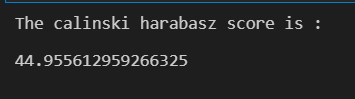 The calinski harabasz score is :
44.955612959266325